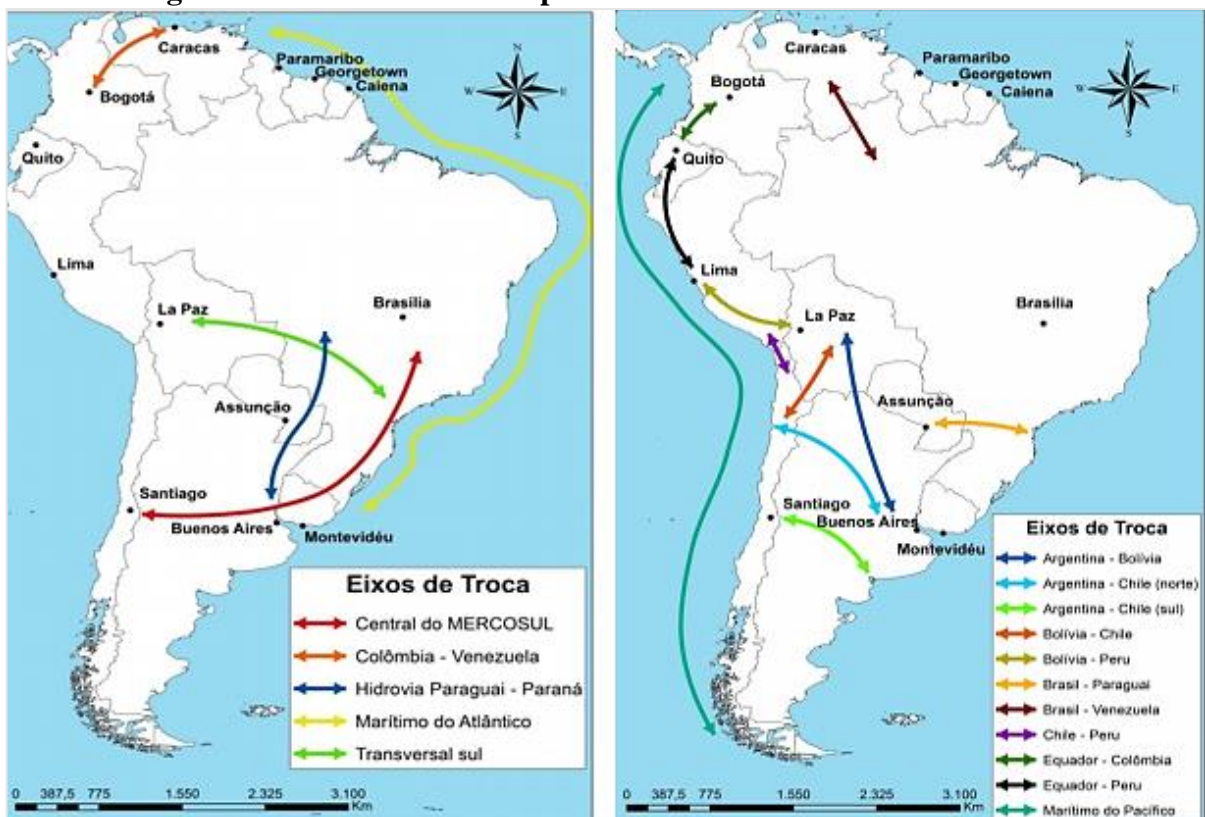 Caracas
Paramaribo
Georgetown
Caiena
Bogotá
Quito
Lima
La Paz
Brasília
Assunção
Santiago
Buenos Aires
Montevidéu
N
W
E
S
Eixos de Troca
Central do MERCOSUL
Colômbia - Venezuela
Hidrovia Paraguai - Paraná
Marítimo do Atlântico
Transversal sul
0 387,5 775 1.550 2.325 3.100
Km
Caracas
Paramaribo
Georgetown
Caiena
Bogotá
Quito
Lima
La Paz
Brasília
Assunção
Santiago
Buenos Aires
Montevidéu
N
W
E
S
Eixos de Troca
Argentina - Bolívia
Argentina - Chile (norte)
Argentina - Chile (sul)
Bolívia - Chile
Bolívia - Peru
Brasil - Paraguai
Brasil - Venezuela
Chile - Peru
Equador - Colômbia
Equador - Peru
Marítimo do Pacífico
0 387,5 775 1.550 2.325 3.100
Km